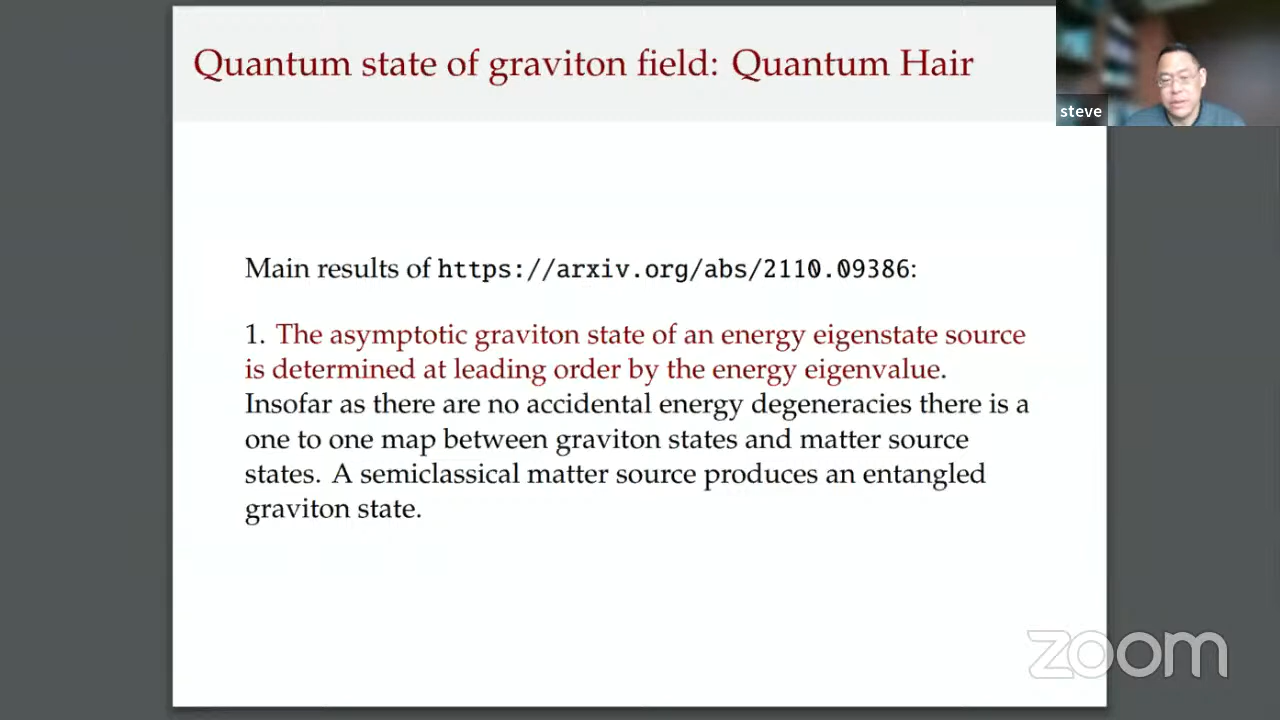 Quantum state of graviton field: Quantum Hair
steve
Main results of https://arxiv.org/abs/2110.09386:
1. The asymptotic graviton state of an energy eigenstate source
is determined at leading order by the energy eigenvalue.
Insofar as there are no accidental energy degeneracies there is a
one to one map between graviton states and matter source
states. A semiclassical matter source produces an entangled
graviton state.
zoom